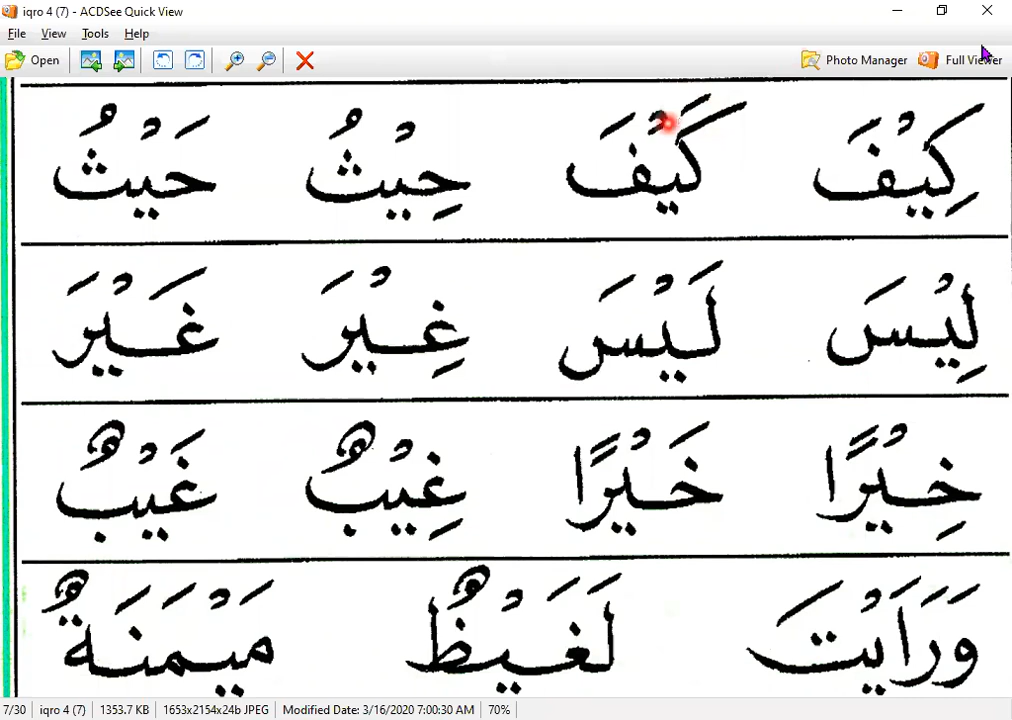 iqro 4 (7) - ACDSee Quick View
File View Tools Help
Open Photo Manager Full Viewer
كِيْفَ كَيْفَ حِيْثُ حَيْثُ
لِيْسَ لَيْسَ غِيْرَ غَيْرَ
خِيْرًا خَيْرًا غِيْبٌ غَيْبٌ
وَرَاَيْتَ لَغَيْظٌ مَيْمَنَةٌ
7/30 iqro 4 (7) 1353.7 KB 1653x2154x24b JPEG Modified Date: 3/16/2020 7:00:30 AM 70%